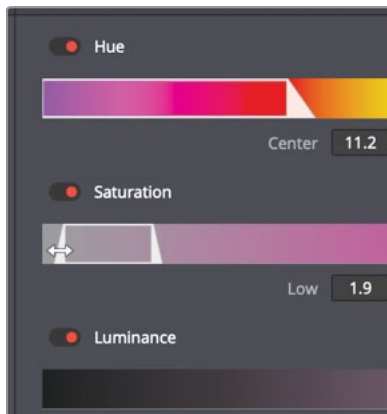 Hue
Center 11.2
Saturation
Low 1.9
Luminance